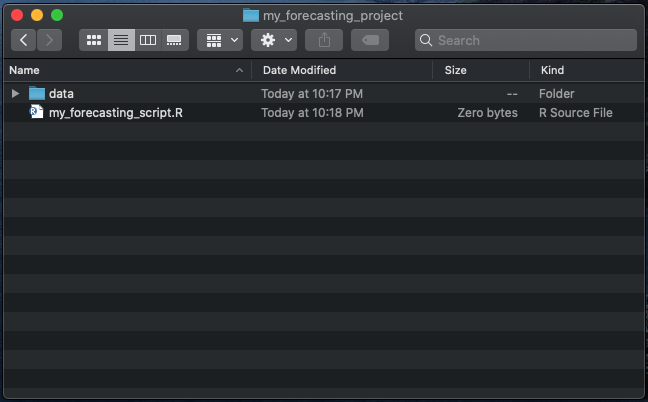 my_forecasting_project
Search
Name Date Modified Size Kind
data Today at 10:17 PM -- Folder
my_forecasting_script.R Today at 10:18 PM Zero bytes R Source File